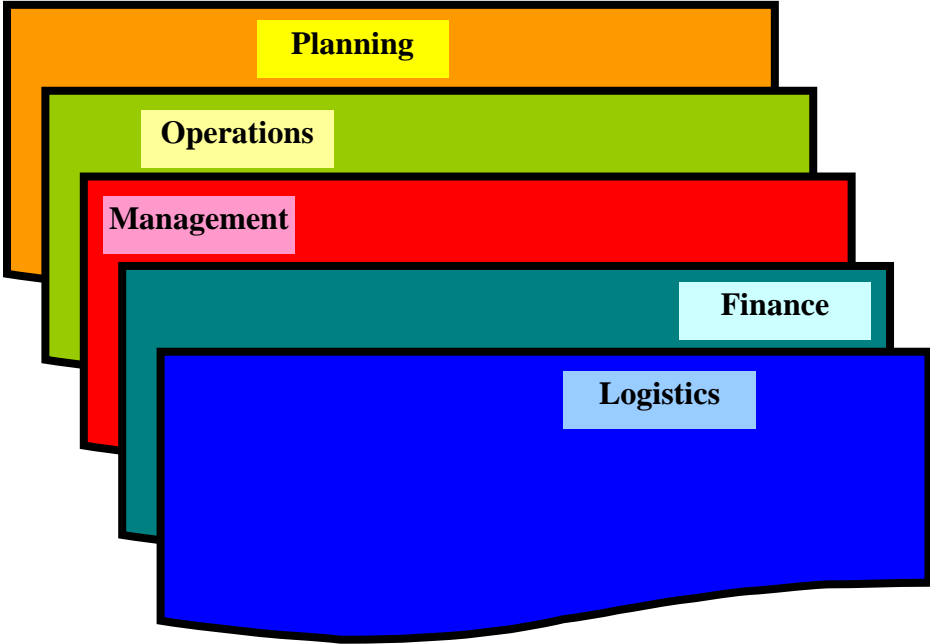 Planning
Operations
Management
Finance
Logistics